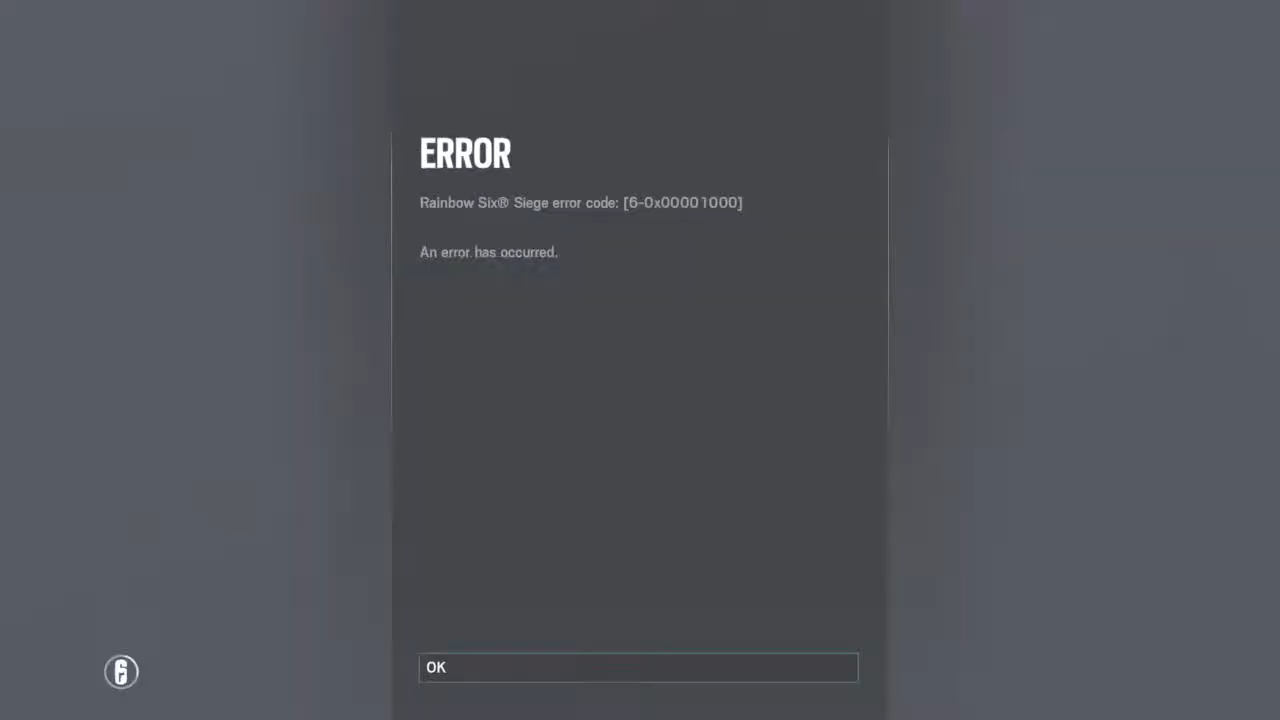 ERROR
Rainbow Six® Siege error code: [6-0x00001000]
An error has occurred.
OK